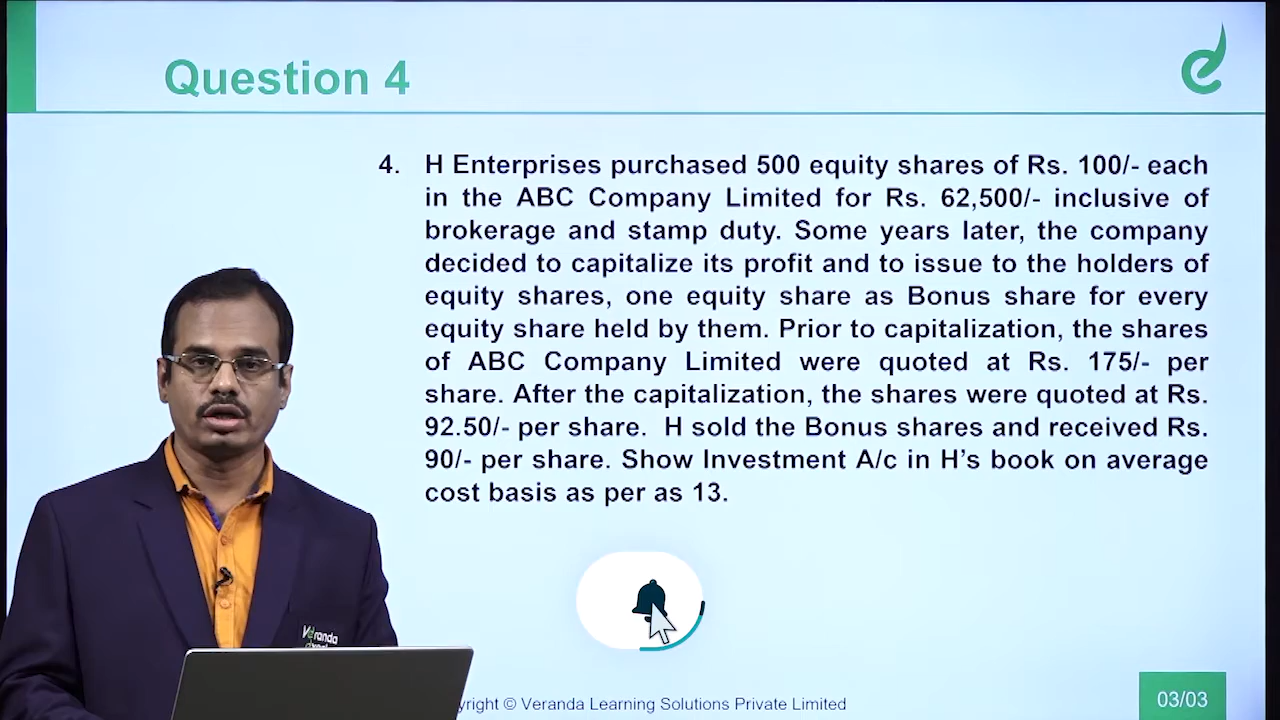 Question 4
4. H Enterprises purchased 500 equity shares of Rs. 100/- each
in the ABC Company Limited for Rs. 62,500/- inclusive of
brokerage and stamp duty. Some years later, the company
decided to capitalize its profit and to issue to the holders of
equity shares, one equity share as Bonus share for every
equity share held by them. Prior to capitalization, the shares
of ABC Company Limited were quoted at Rs. 175/- per
share. After the capitalization, the shares were quoted at Rs.
92.50/- per share. H sold the Bonus shares and received Rs.
90/- per share. Show Investment A/c in H's book on average
cost basis as per as 13.
Veranda
yright © Veranda Learning Solutions Private Limited
03/03